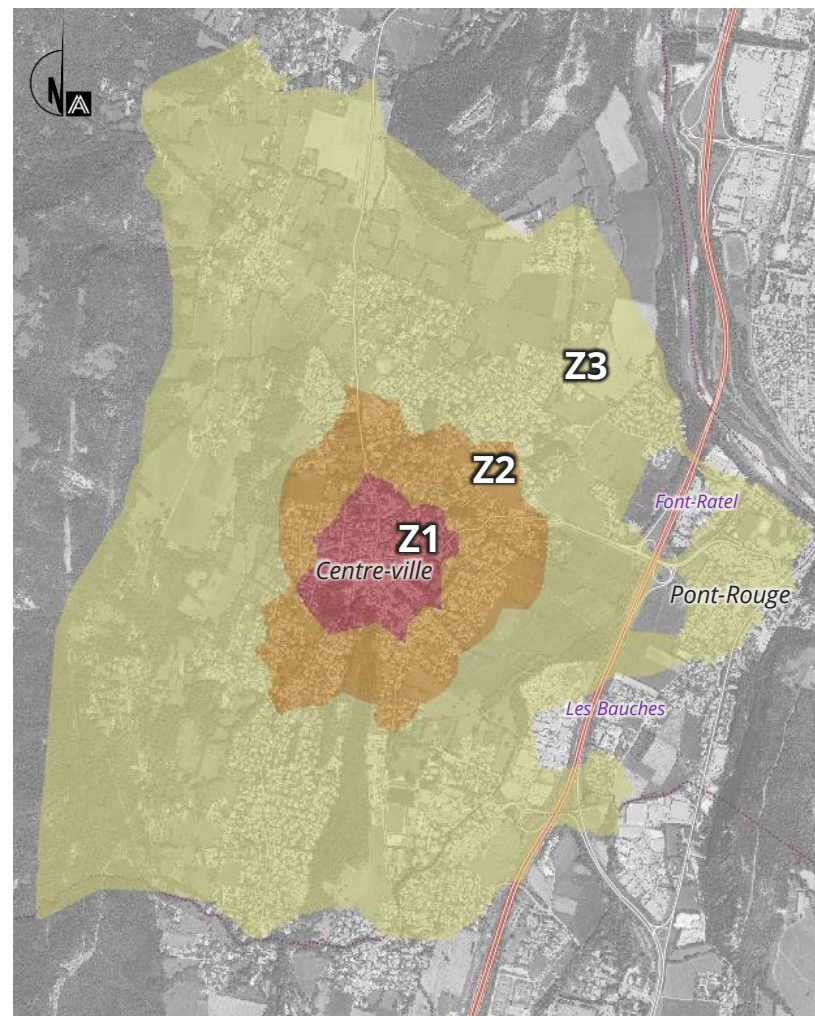 N
Z3
Z2
Font-Ratel
Z1
Centre-ville
Pont-Rouge
Les Bauches